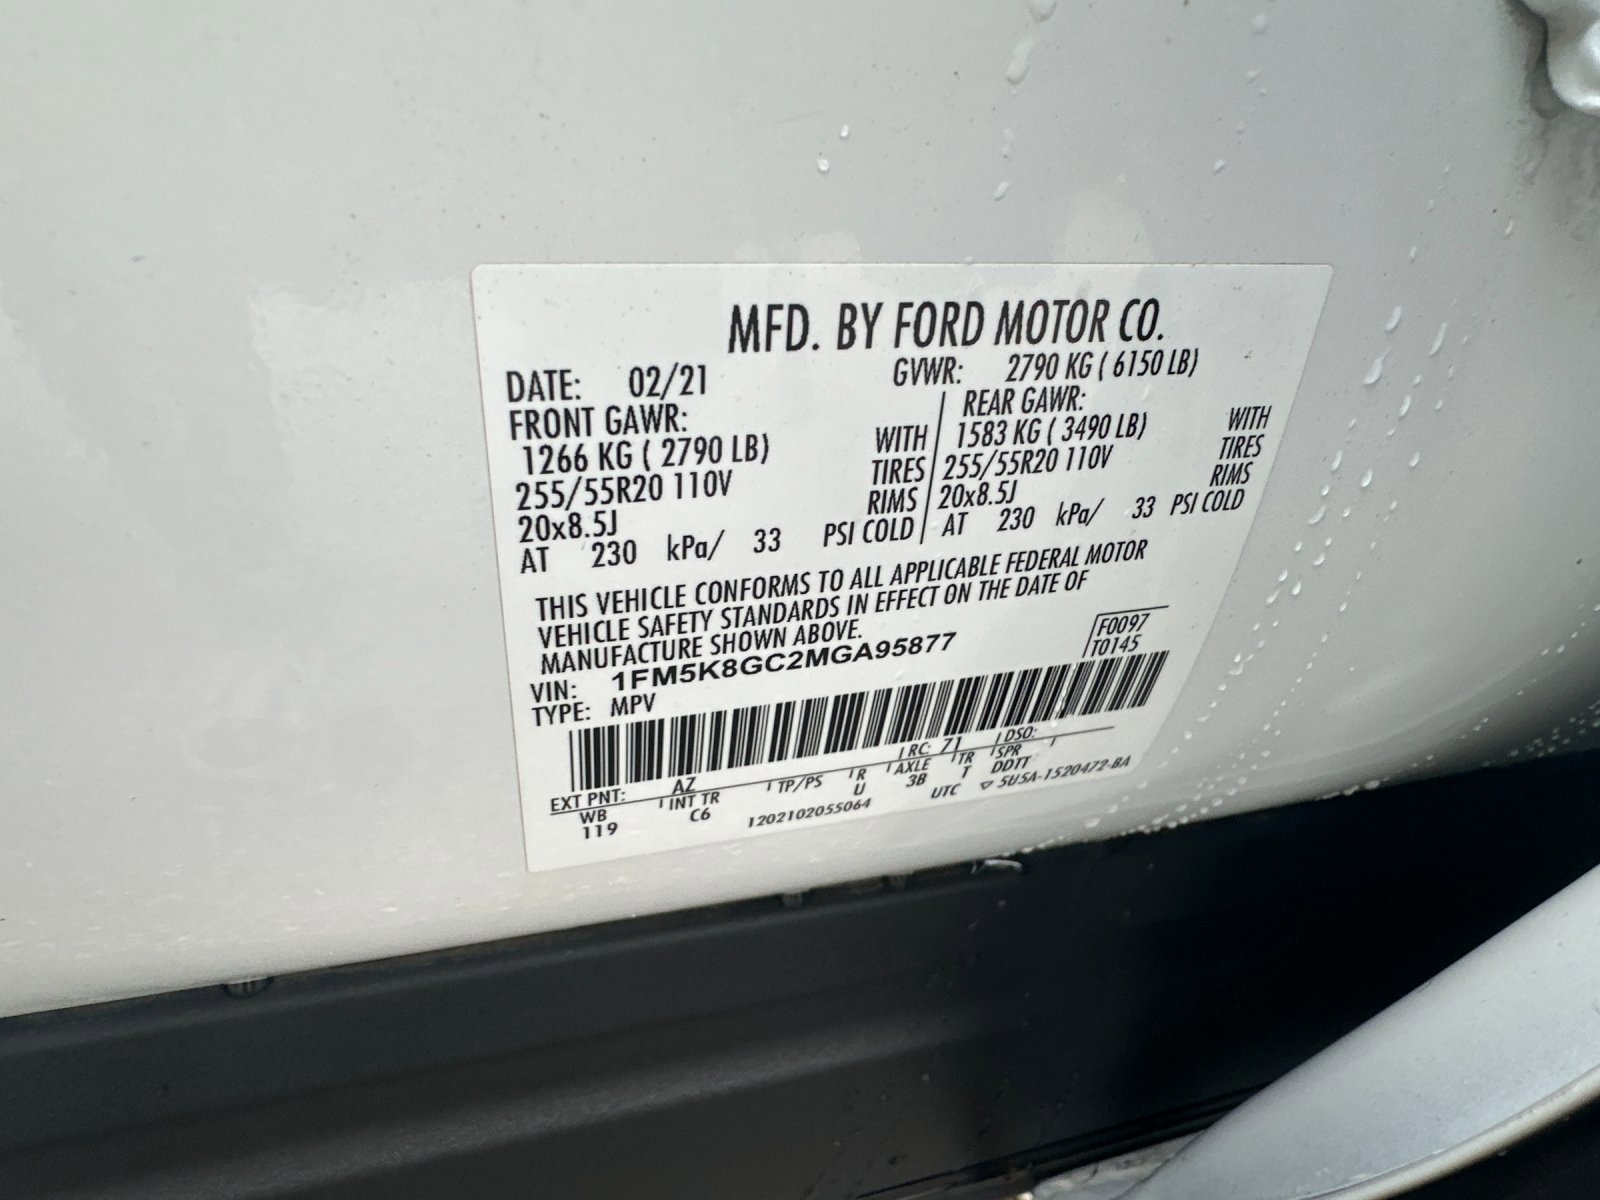 MFD. BY FORD MOTOR CO.
DATE: 02/21 GVWR: 2790 KG ( 6150 LB)
FRONT GAWR: REAR GAWR:
1266 KG ( 2790 LB) WITH 1583 KG ( 3490 LB) WITH
255/55R20 110V TIRES 255/55R20 110V TIRES
20x8.5J RIMS 20x8.5J RIMS
AT 230 kPa/ 33 PSI COLD AT 230 kPa/ 33 PSI COLD
THIS VEHICLE CONFORMS TO ALL APPLICABLE FEDERAL MOTOR
VEHICLE SAFETY STANDARDS IN EFFECT ON THE DATE OF
MANUFACTURE SHOWN ABOVE.
VIN: 1FM5K8GC2MGA95877 F0097
TYPE: MPV T0145
EXT PNT: AZ RC: 71 DSO:
WB INT TR TP/PS R AXLE TR SPR
119 C6 U 3B T DDTT
1202102055064 UTC ▽ 5U5A-1520472-BA